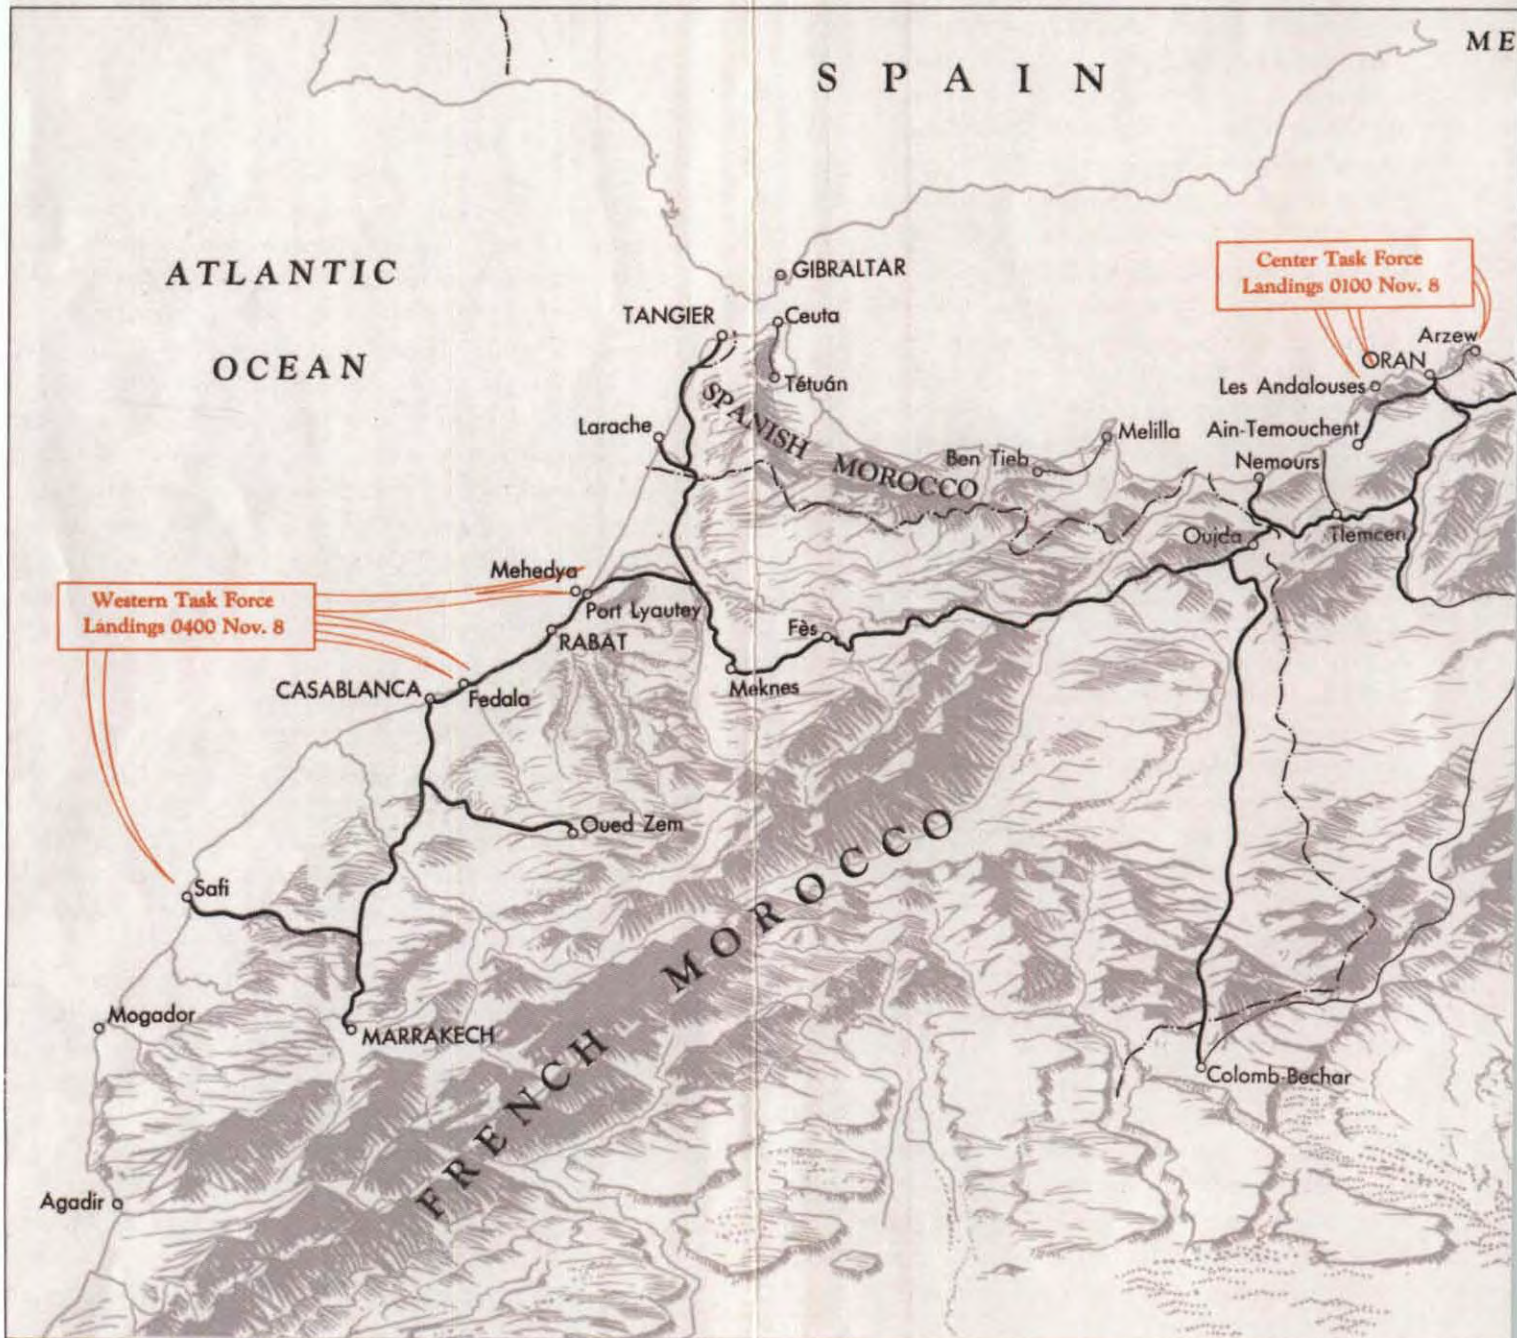 SPAIN
ME
ATLANTIC
OCEAN
GIBRALTAR
Center Task Force
Landings 0100 Nov. 8
TANGIER
Ceuta
Arzew
ORAN
Tétuán
Les Andalouses
SPANISH MOROCCO
Larache
Melilla
Ain-Temouchent
Ben Tieb
Nemours
Oujda
Tlemcen
Mehedya
Western Task Force
Landings 0400 Nov. 8
Port Lyautey
Fès
RABAT
Meknes
CASABLANCA
Fedala
Oued Zem
FRENCH MOROCCO
Safi
Mogador
MARRAKECH
Colomb-Bechar
Agadir